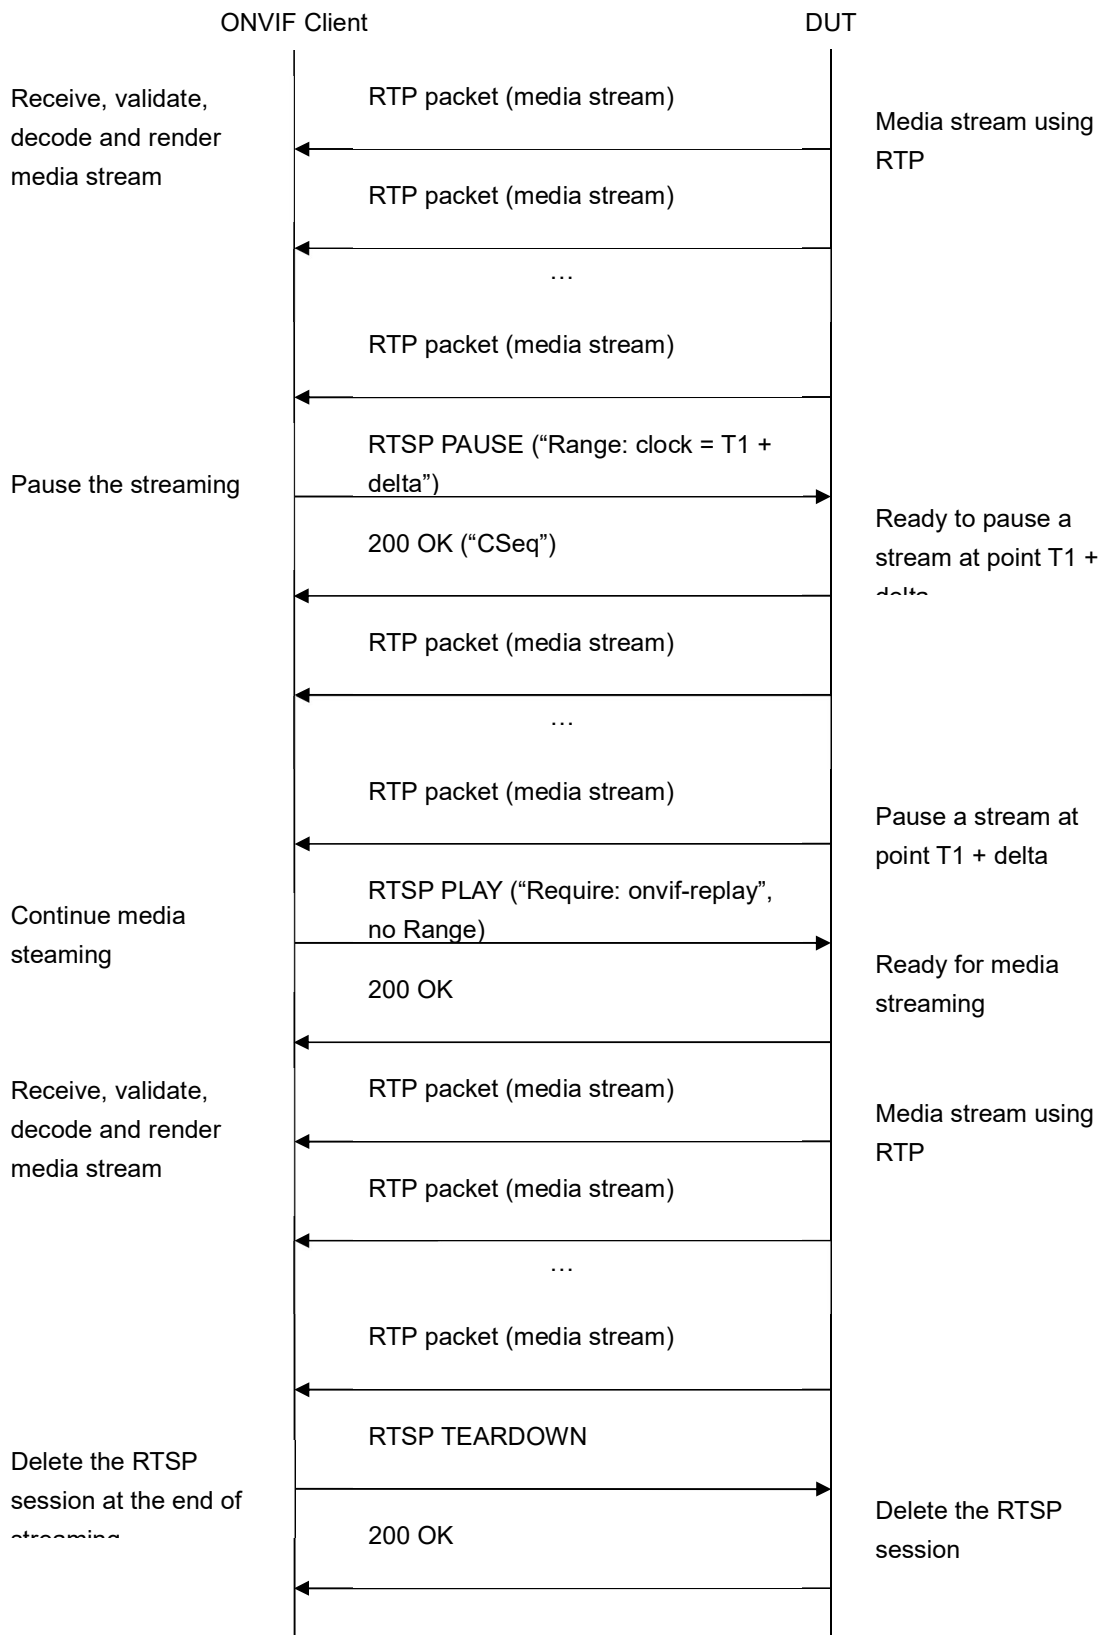 ONVIF Client
DUT
Receive, validate,
decode and render
media stream
RTP packet (media stream)
Media stream using
RTP
RTP packet (media stream)
…
RTP packet (media stream)
Pause the streaming
RTSP PAUSE (“Range: clock = T1 +
delta”)
200 OK (“CSeq”)
Ready to pause a
stream at point T1 +
delta
RTP packet (media stream)
…
RTP packet (media stream)
Pause a stream at
point T1 + delta
Continue media
steaming
RTSP PLAY (“Require: onvif-replay”,
no Range)
Ready for media
streaming
200 OK
Receive, validate,
decode and render
media stream
RTP packet (media stream)
Media stream using
RTP
RTP packet (media stream)
…
RTP packet (media stream)
RTSP TEARDOWN
Delete the RTSP
session at the end of
streaming
200 OK
Delete the RTSP
session